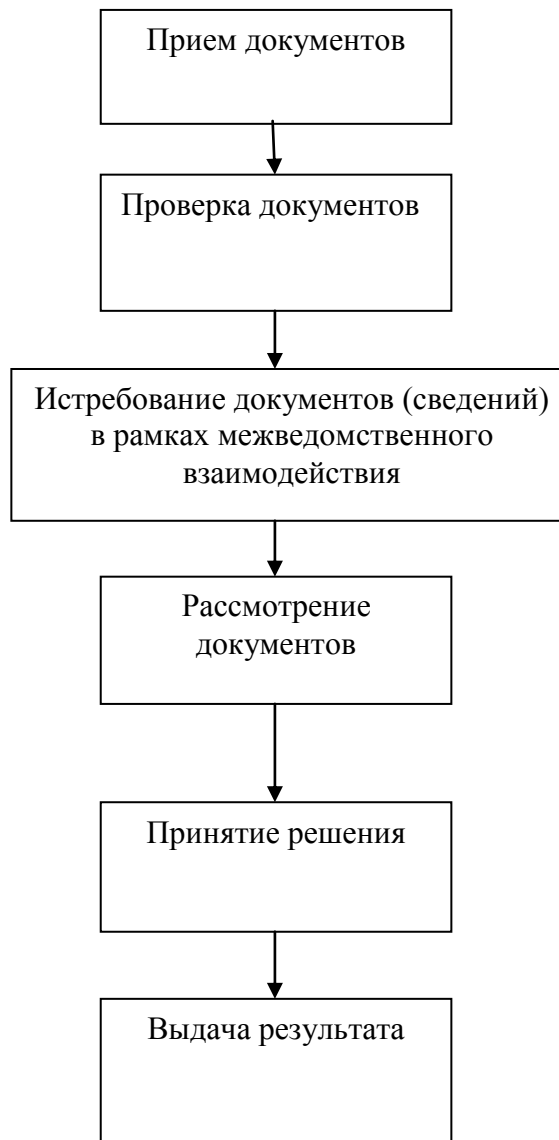 Прием документов
Проверка документов
Истребование документов (сведений)
в рамках межведомственного
взаимодействия
Рассмотрение
документов
Принятие решения
Выдача результата